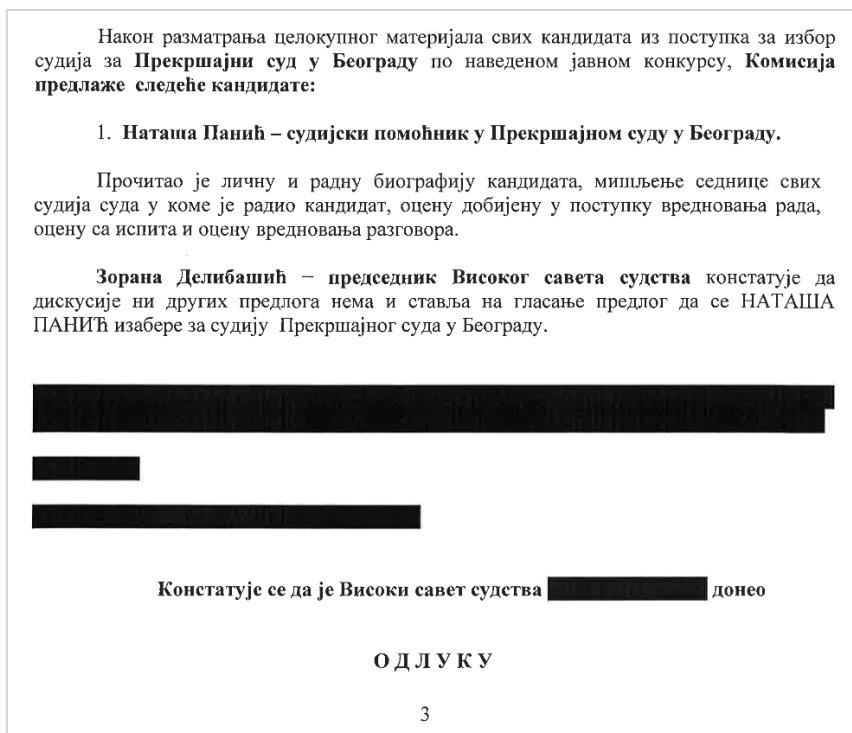 Након разматрања целокупног материјала својих кандидата из поступка за избор
судија за Прекршајни суд у Београду по наведеном јавном конкурсу, Комисија
предлаже следеће кандидате:
1. Наташа Панић – судијски помоћник у Прекршајном суду у Београду.
Прочитао је личну и радну биографију кандидата, мишљење седнице свих
судија суда у коме је радио кандидат, оцену добијену у поступку вредновања рада,
оцену са испита и оцену вредновања разговора.
Зорана Делибашић – председник Високог савета судства констатује да
дискусије ни других предлога нема и ставља на гласање предлог да се НАТАША
ПАНИЋ изабере за судију Прекршајног суда у Београду.
Констатује се да је Високи савет судства донео
О Д Л У К У
3